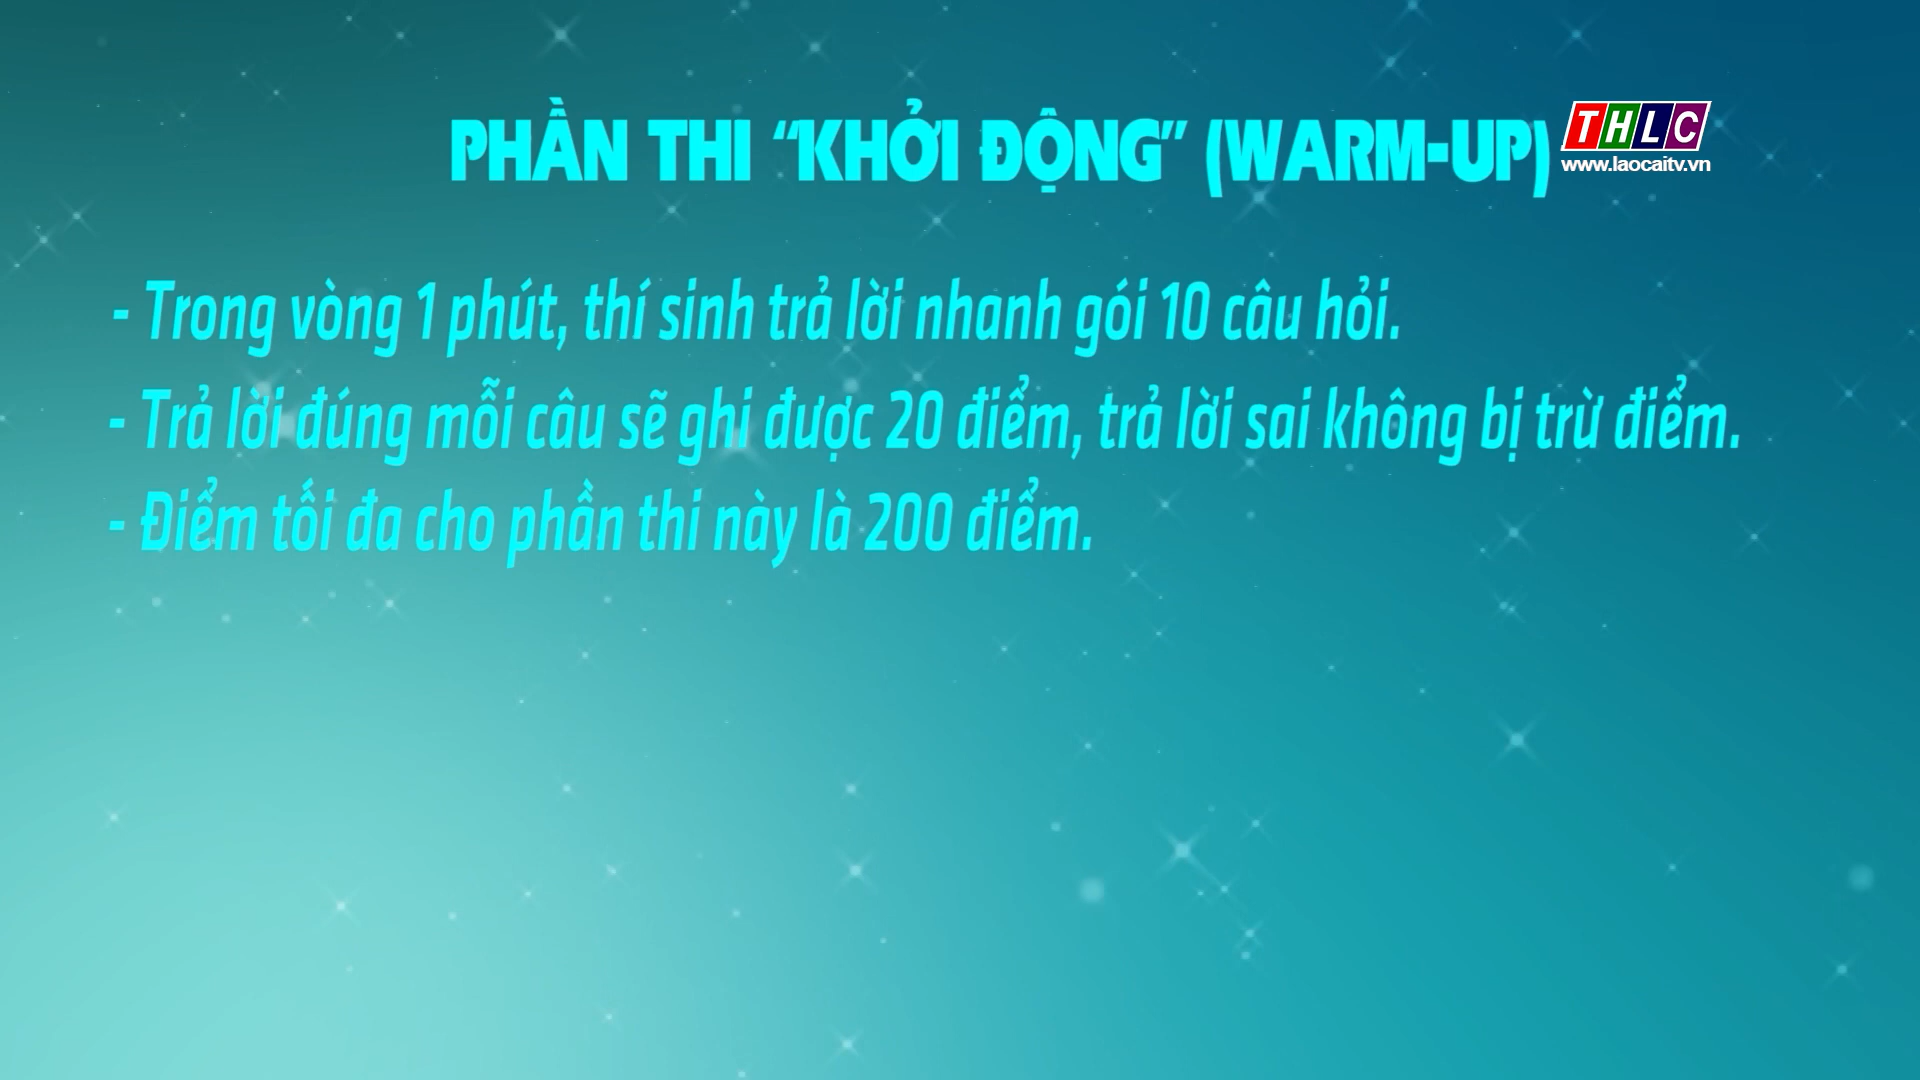 PHẦN THI “KHỞI ĐỘNG” (WARM-UP)
THLC
www.laocaitv.vn
- Trong vòng 1 phút, thí sinh trả lời nhanh gói 10 câu hỏi.
- Trả lời đúng mỗi câu sẽ ghi được 20 điểm, trả lời sai không bị trừ điểm.
- Điểm tối đa cho phần thi này là 200 điểm.